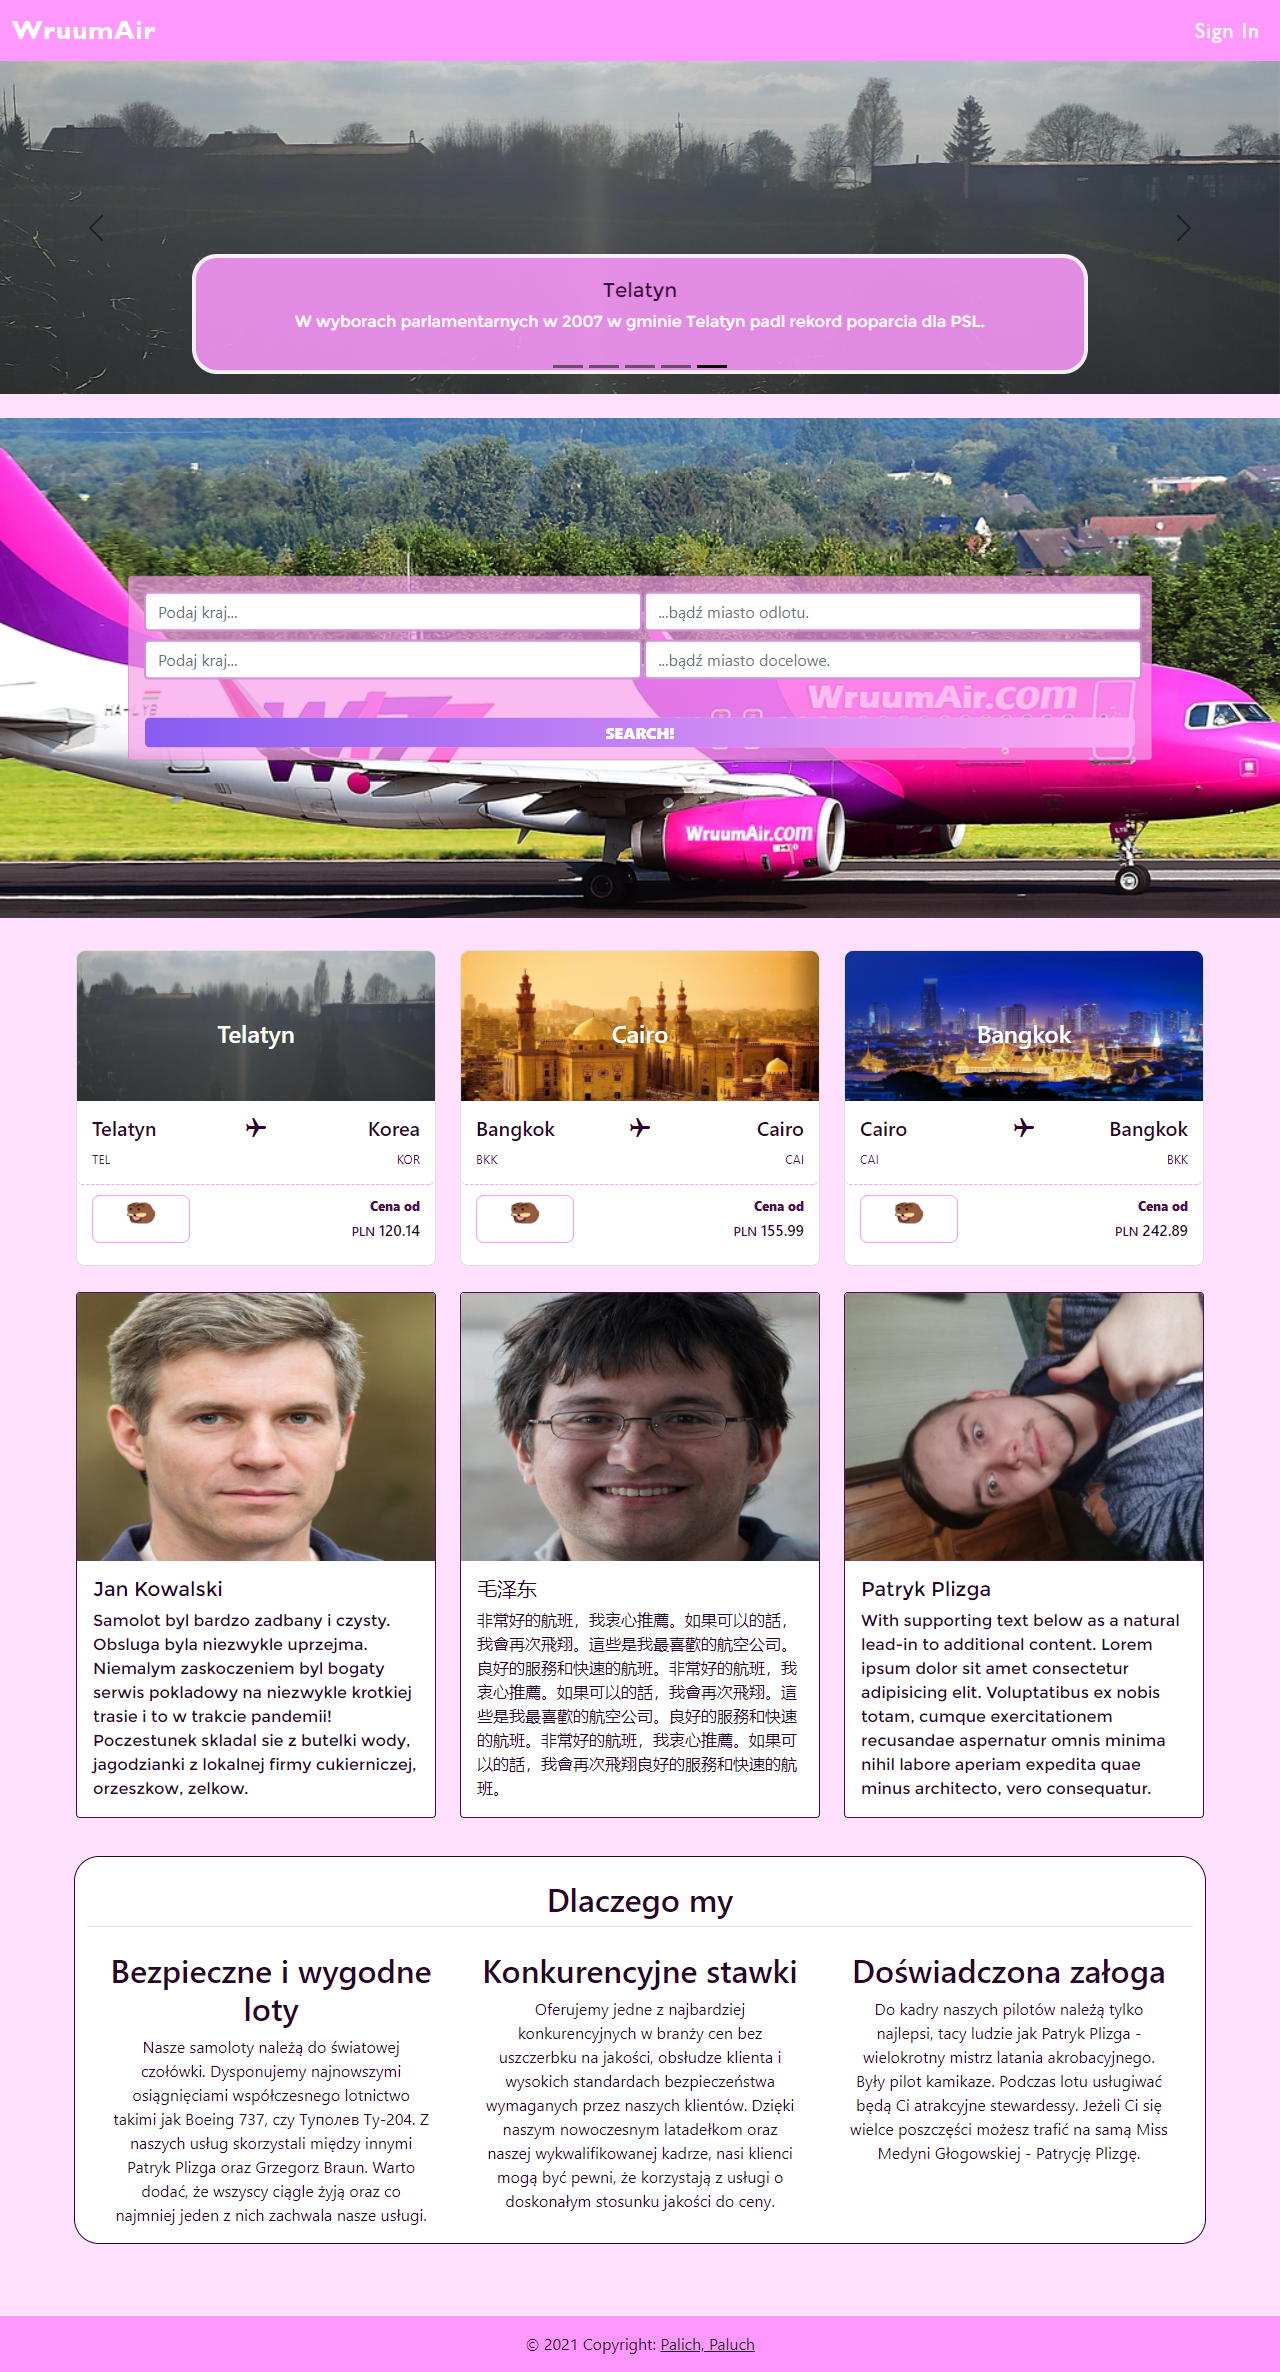 WruumAir
Sign In
Telatyn
W wyborach parlamentarnych w 2007 w gminie Telatyn padl rekord poparcia dla PSL.
Podaj kraj...
...bądź miasto odlotu.
Podaj kraj...
...bądź miasto docelowe.
WruumAir.com
HA-LYB
SEARCH!
WruumAir.com
Telatyn
Cairo
Bangkok
Telatyn
Korea
TEL
KOR
Cena od
PLN 120.14
Bangkok
Cairo
BKK
CAI
Cena od
PLN 155.99
Cairo
Bangkok
CAI
BKK
Cena od
PLN 242.89
Jan Kowalski
Samolot byl bardzo zadbany i czysty.
Obsluga byla niezwykle uprzejma.
Niemalym zaskoczeniem byl bogaty
serwis pokladowy na niezwykle krotkiej
trasie i to w trakcie pandemii!
Poczestunek skladal sie z butelki wody,
jagodzianki z lokalnej firmy cukierniczej,
orzeszkow, zelkow.
毛泽东
非常好的航班，我衷心推薦。如果可以的話，
我會再次飛翔。這些是我最喜歡的航空公司。
良好的服務和快速的航班。非常好的航班，我
衷心推薦。如果可以的話，我會再次飛翔。這
些是我最喜歡的航空公司。良好的服務和快速
的航班。非常好的航班，我衷心推薦。如果可
以的話，我會再次飛翔良好的服務和快速的航
班。
Patryk Plizga
With supporting text below as a natural
lead-in to additional content. Lorem
ipsum dolor sit amet consectetur
adipisicing elit. Voluptatibus ex nobis
totam, cumque exercitationem
recusandae aspernatur omnis minima
nihil labore aperiam expedita quae
minus architecto, vero consequatur.
Dlaczego my
Bezpieczne i wygodne
loty
Nasze samoloty należą do światowej
czołówki. Dysponujemy najnowszymi
osiągnięciami współczesnego lotnictwo
takimi jak Boeing 737, czy Туполев Ту-204. Z
naszych usług skorzystali między innymi
Patryk Plizga oraz Grzegorz Braun. Warto
dodać, że wszyscy ciągle żyją oraz co
najmniej jeden z nich zachwala nasze usługi.
Konkurencyjne stawki
Oferujemy jedne z najbardziej
konkurencyjnych w branży cen bez
uszczerbku na jakości, obsłudze klienta i
wysokich standardach bezpieczeństwa
wymaganych przez naszych klientów. Dzięki
naszym nowoczesnym latadełkom oraz
naszej wykwalifikowanej kadrze, nasi klienci
mogą być pewni, że korzystają z usługi o
doskonałym stosunku jakości do ceny.
Doświadczona załoga
Do kadry naszych pilotów należą tylko
najlepsi, tacy ludzie jak Patryk Plizga -
wielokrotny mistrz latania akrobacyjnego.
Były pilot kamikaze. Podczas lotu usługiwać
będą Ci atrakcyjne stewardessy. Jeżeli Ci się
wielce poszczęści możesz trafić na samą Miss
Medyni Głogowskiej - Patrycję Plizgę.
© 2021 Copyright: Palich, Paluch